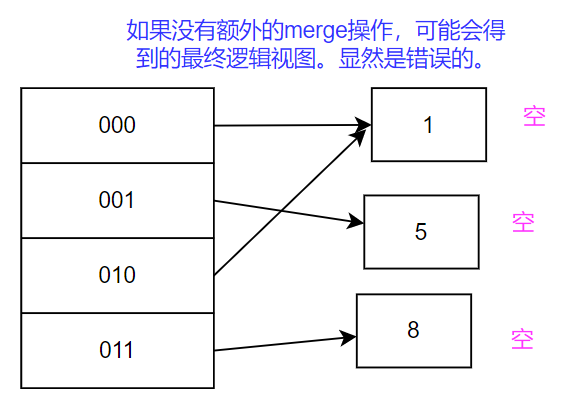 如果没有额外的merge操作，可能会得
到的最终逻辑视图。显然是错误的。
000
1
空
001
5
空
010
011
8
空